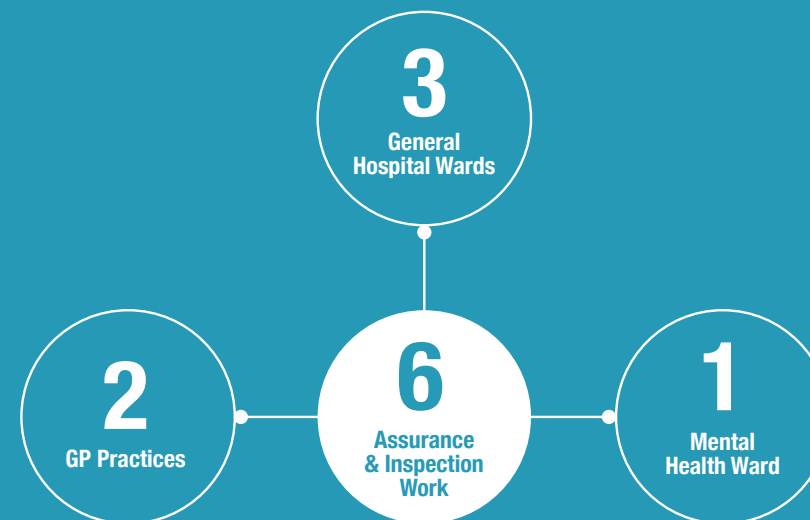 3
General
Hospital Wards
2
GP Practices
6
Assurance
& Inspection
Work
1
Mental
Health Ward